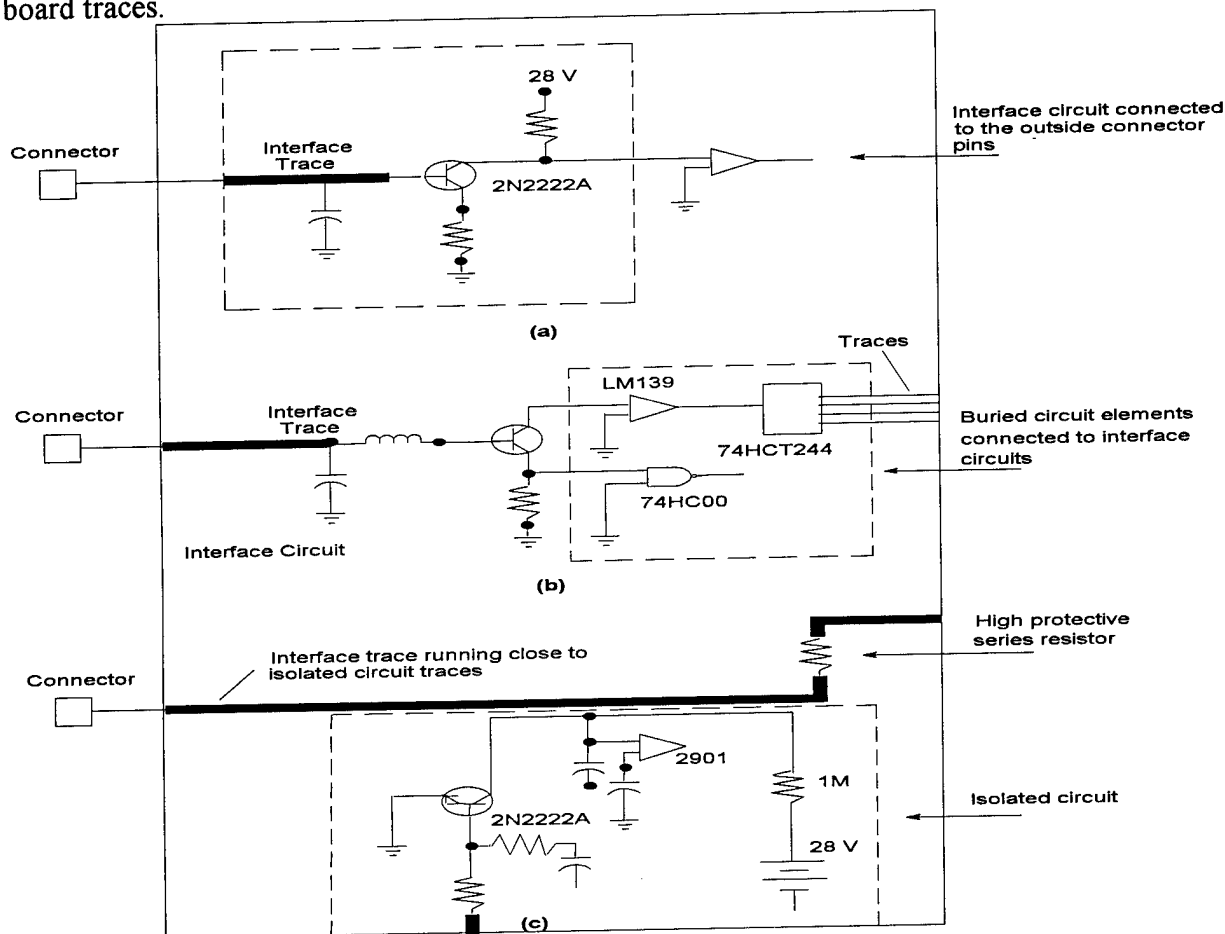 board traces.
28 V
Interface circuit connected
to the outside connector
pins
Connector
Interface
Trace
2N2222A
(a)
Traces
LM139
Connector
Interface
Trace
Buried circuit elements
connected to interface
circuits
74HCT244
74HC00
Interface Circuit
(b)
High protective
series resistor
Interface trace running close to
isolated circuit traces
Connector
2901
1M
Isolated circuit
2N2222A
28 V
(c)